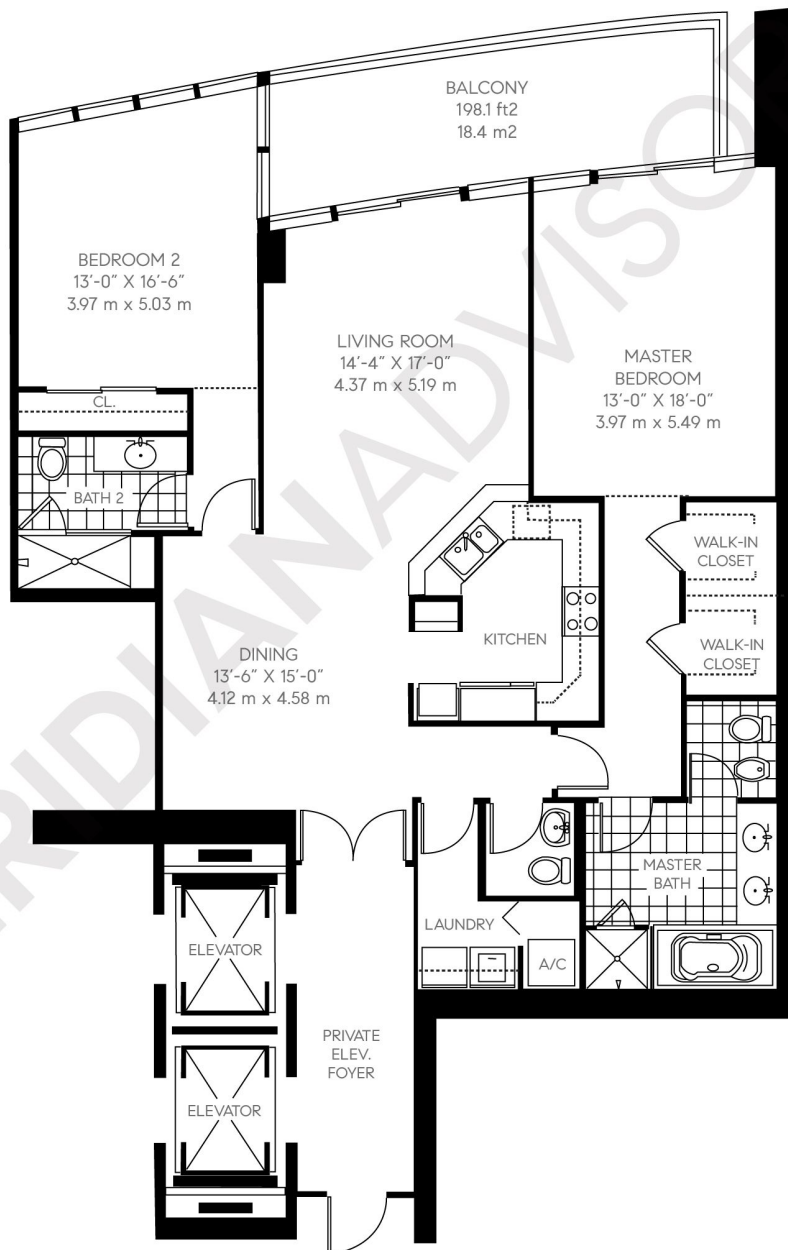 BALCONY
198.1 ft2
18.4 m2
BEDROOM 2
13'-0" X 16'-6"
3.97 m x 5.03 m
LIVING ROOM
14'-4" X 17'-0"
4.37 m x 5.19 m
MASTER
BEDROOM
13'-0" X 18'-0"
3.97 m x 5.49 m
CL.
BATH 2
WALK-IN
CLOSET
KITCHEN
WALK-IN
CLOSET
DINING
13'-6" X 15'-0"
4.12 m x 4.58 m
MASTER
BATH
LAUNDRY
A/C
ELEVATOR
PRIVATE
ELEV.
FOYER
ELEVATOR
RIDIANADVISOR